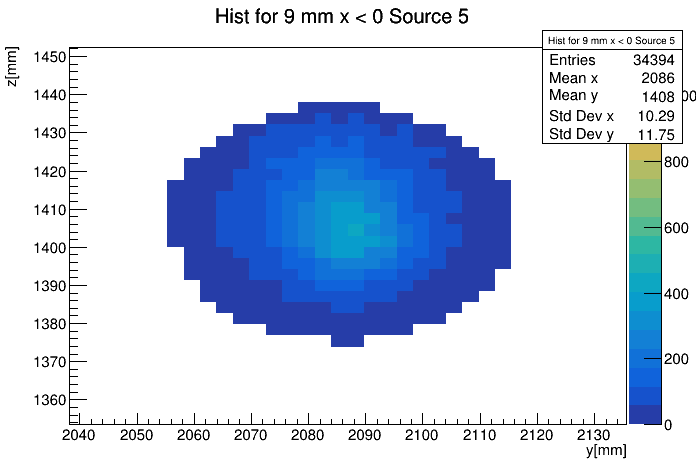 Hist for 9 mm x < 0 Source 5
Hist for 9 mm x < 0 Source 5
Entries 34394
Mean x 2086
Mean y 1408
Std Dev x 10.29
Std Dev y 11.75
z[mm]
1450
1440
1430
1420
1410
1400
1390
1380
1370
1360
2040 2050 2060 2070 2080 2090 2100 2110 2120 2130
y[mm]
800
600
400
200
0